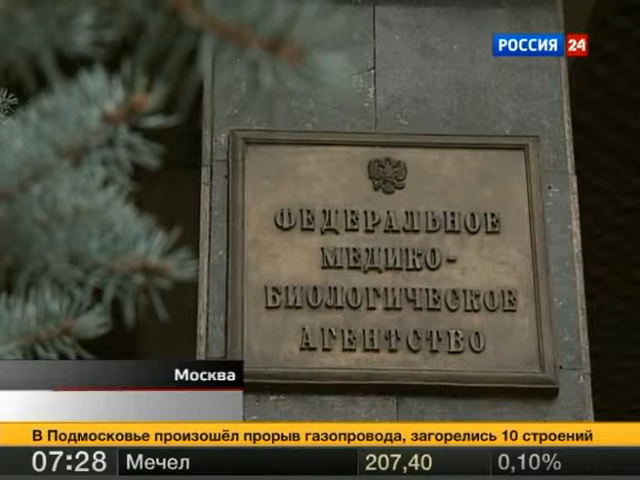 РОССИЯ 24
ФЕДЕРАЛЬНОЕ
МЕДИКО-
БИОЛОГИЧЕСКОЕ
АГЕНТСТВО
Москва
В Подмосковье произошёл прорыв газопровода, загорелись 10 строений
07:28 Мечел 207,40 0,10%